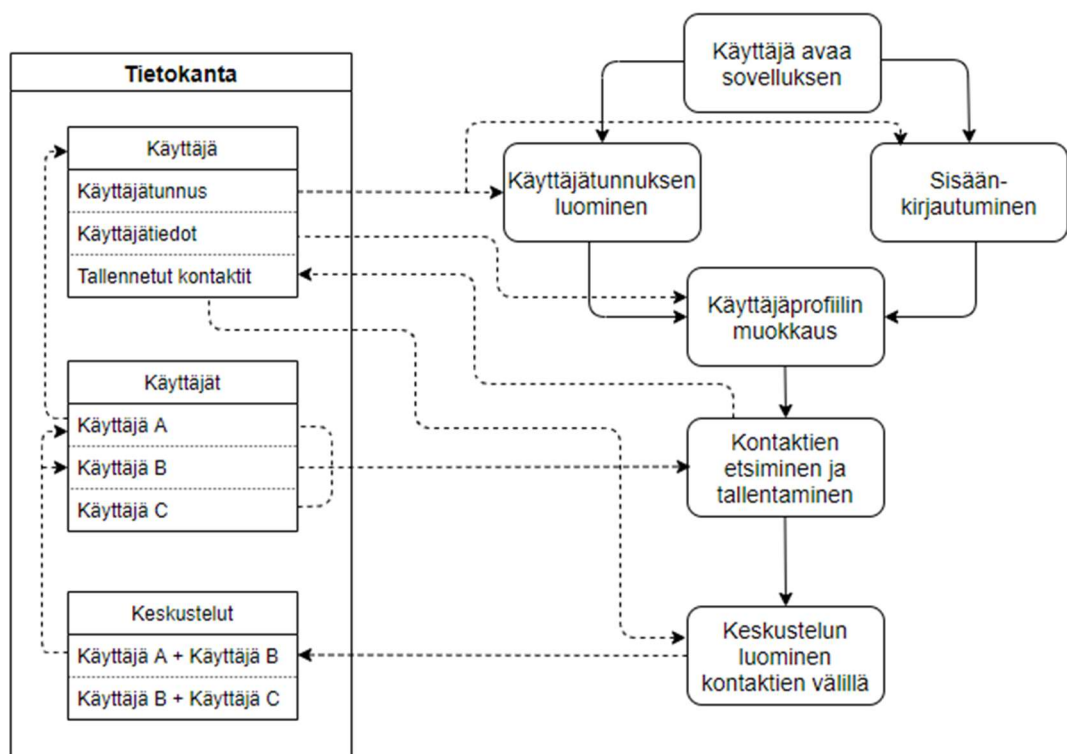 Tietokanta
Käyttäjä
Käyttäjätunnus
Käyttäjätiedot
Tallennetut kontaktit
Käyttäjät
Käyttäjä A
Käyttäjä B
Käyttäjä C
Keskustelut
Käyttäjä A + Käyttäjä B
Käyttäjä B + Käyttäjä C
Käyttäjä avaa
sovelluksen
Käyttäjätunnuksen
luominen
Sisään-
kirjautuminen
Käyttäjäprofiilin
muokkaus
Kontaktien
etsiminen ja
tallentaminen
Keskustelun
luominen
kontaktien välillä